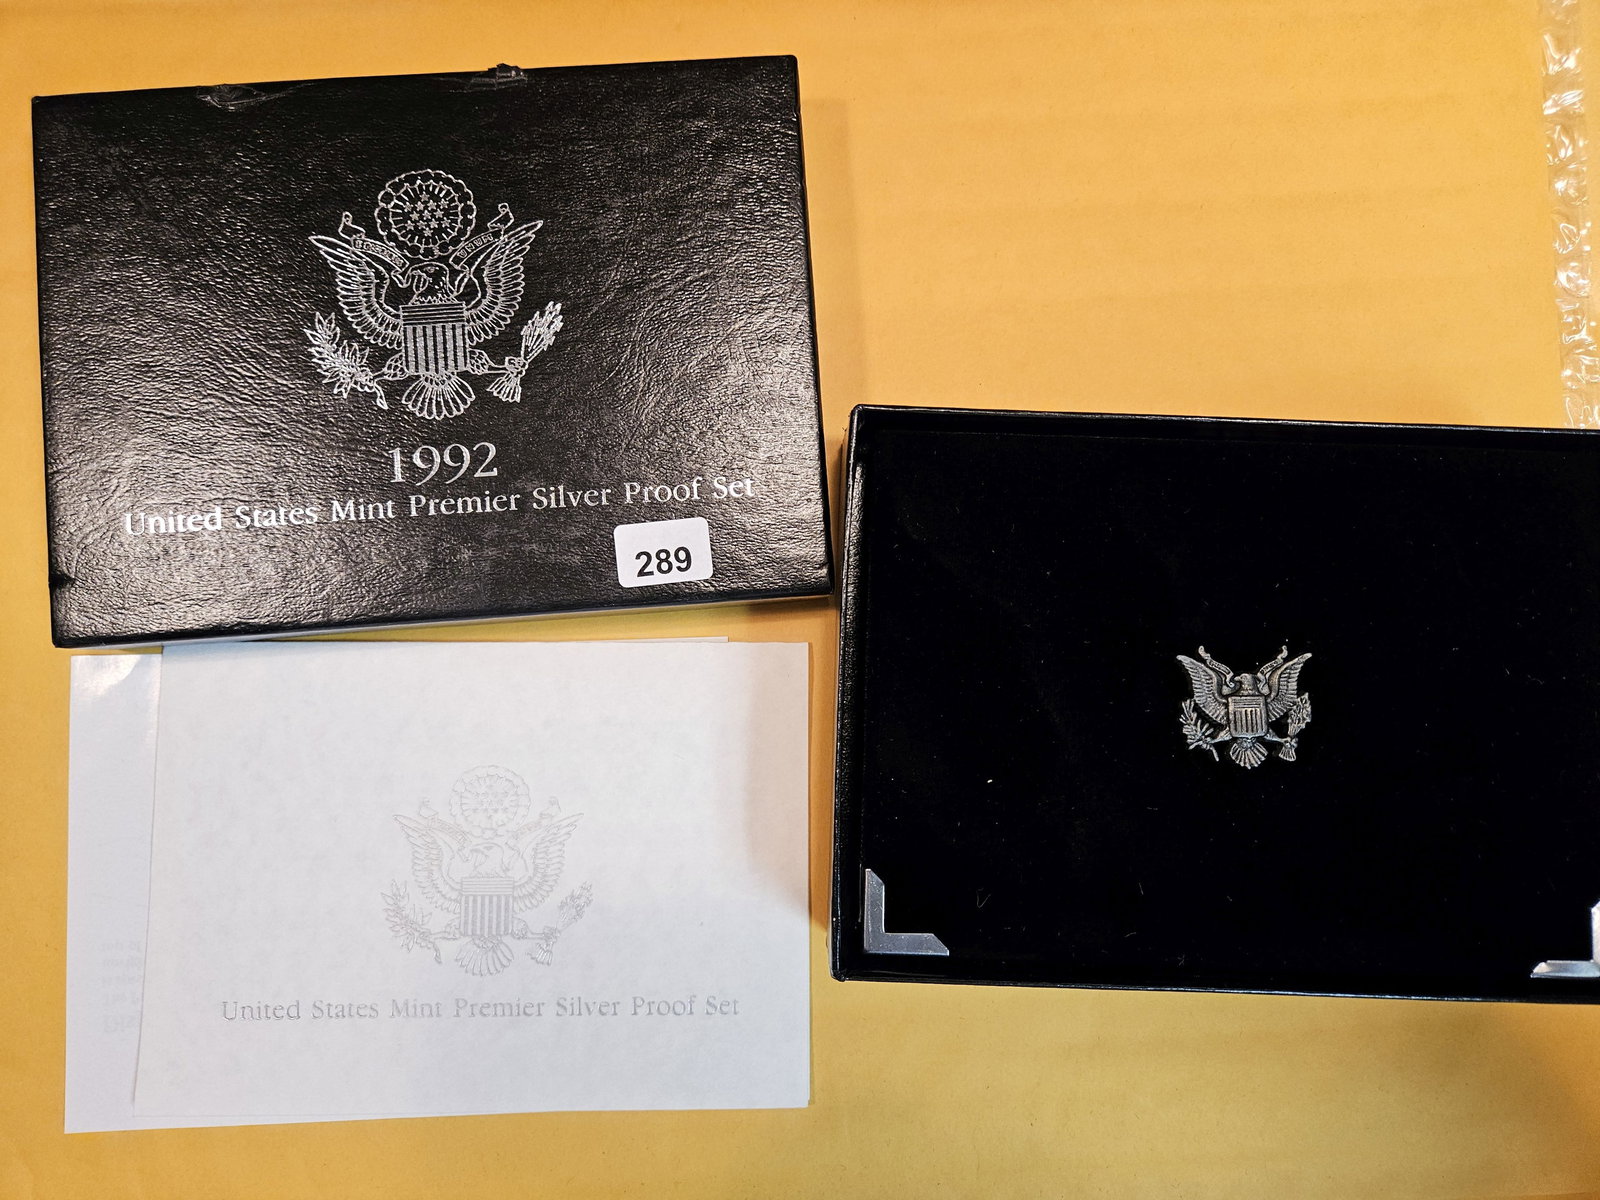 1992
United States Mint Premier Silver Proof Set
289
United States Mint Premier Silver Proof Set